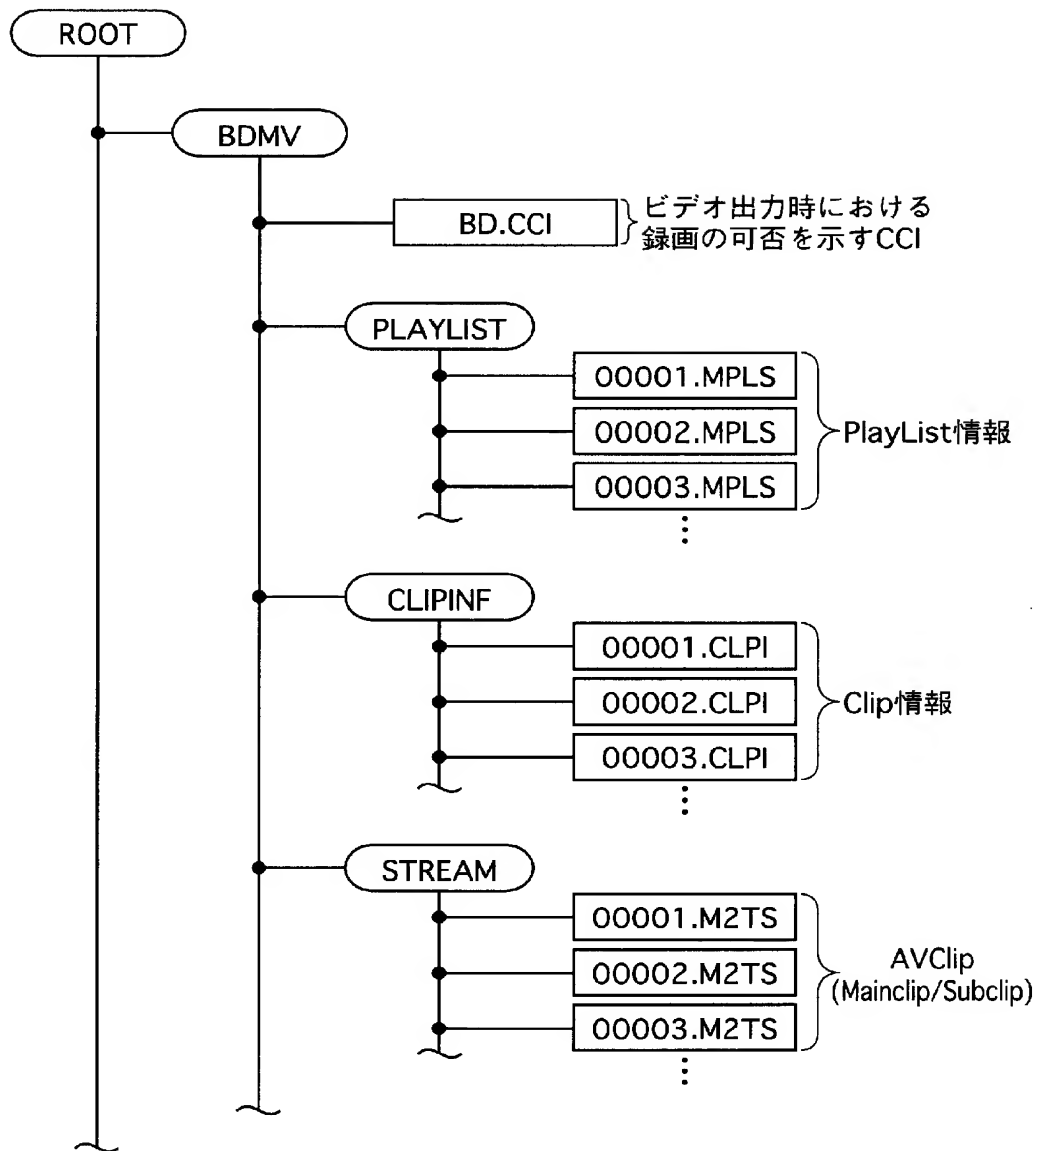 ROOT
BDMV
BD.CCI
ビデオ出力時における
録画の可否を示すCCI
PLAYLIST
00001.MPLS
00002.MPLS
00003.MPLS
PlayList情報
CLIPINF
00001.CLPI
00002.CLPI
00003.CLPI
Clip情報
STREAM
00001.M2TS
00002.M2TS
00003.M2TS
AVClip
(Mainclip/Subclip)